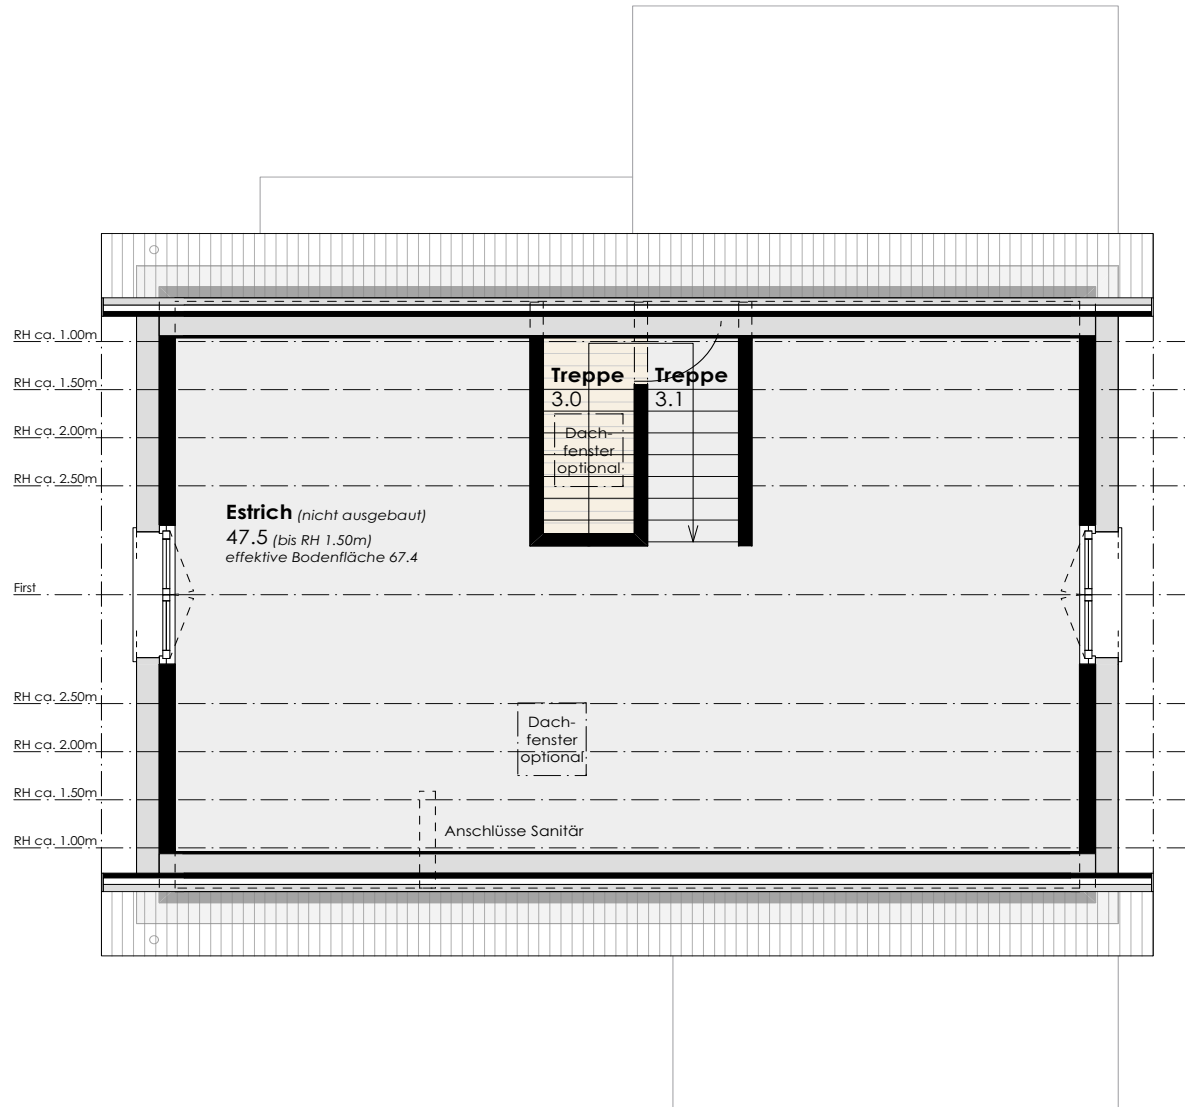 RH ca. 1.00m
RH ca. 1.50m
Treppe
3.0
Treppe
3.1
RH ca. 2.00m
Dach-
fenster
optional
RH ca. 2.50m
Estrich (nicht ausgebaut)
47.5 (bis RH 1.50m)
effektive Bodenfläche 67.4
First
RH ca. 2.50m
Dach-
fenster
optional
RH ca. 2.00m
RH ca. 1.50m
Anschlüsse Sanitär
RH ca. 1.00m